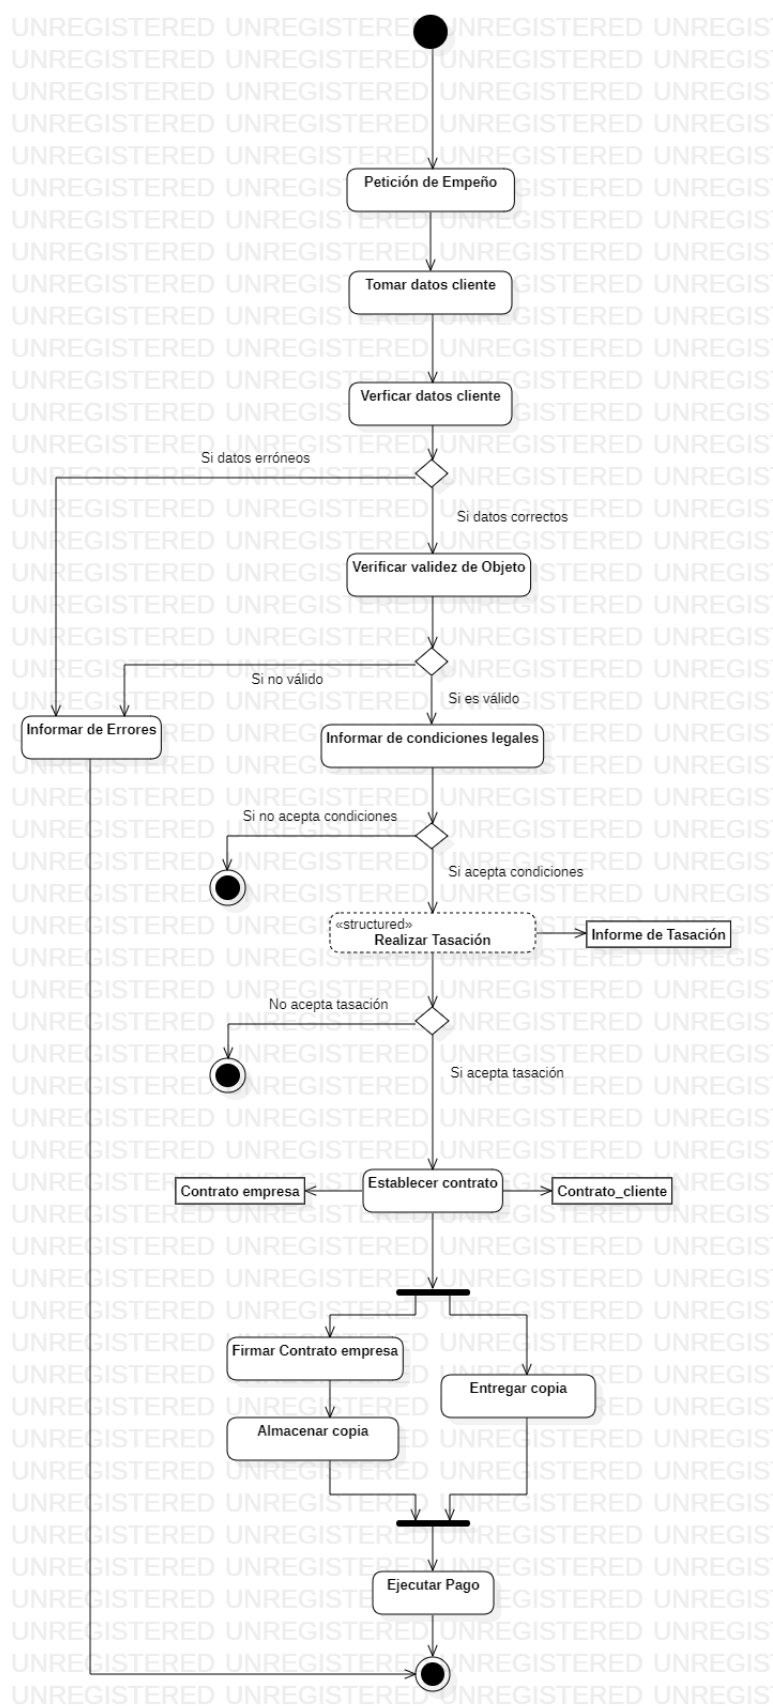 Petición de Empeño
Tomar datos cliente
Verficar datos cliente
Si datos erróneos
Si datos correctos
Verificar validez de Objeto
Si no válido
Si es válido
Informar de Errores
Informar de condiciones legales
Si no acepta condiciones
Si acepta condiciones
«structured»
Realizar Tasación
Informe de Tasación
No acepta tasación
Si acepta tasación
Contrato empresa
Establecer contrato
Contrato_cliente
Firmar Contrato empresa
Entregar copia
Almacenar copia
Ejecutar Pago
UNREGISTERED